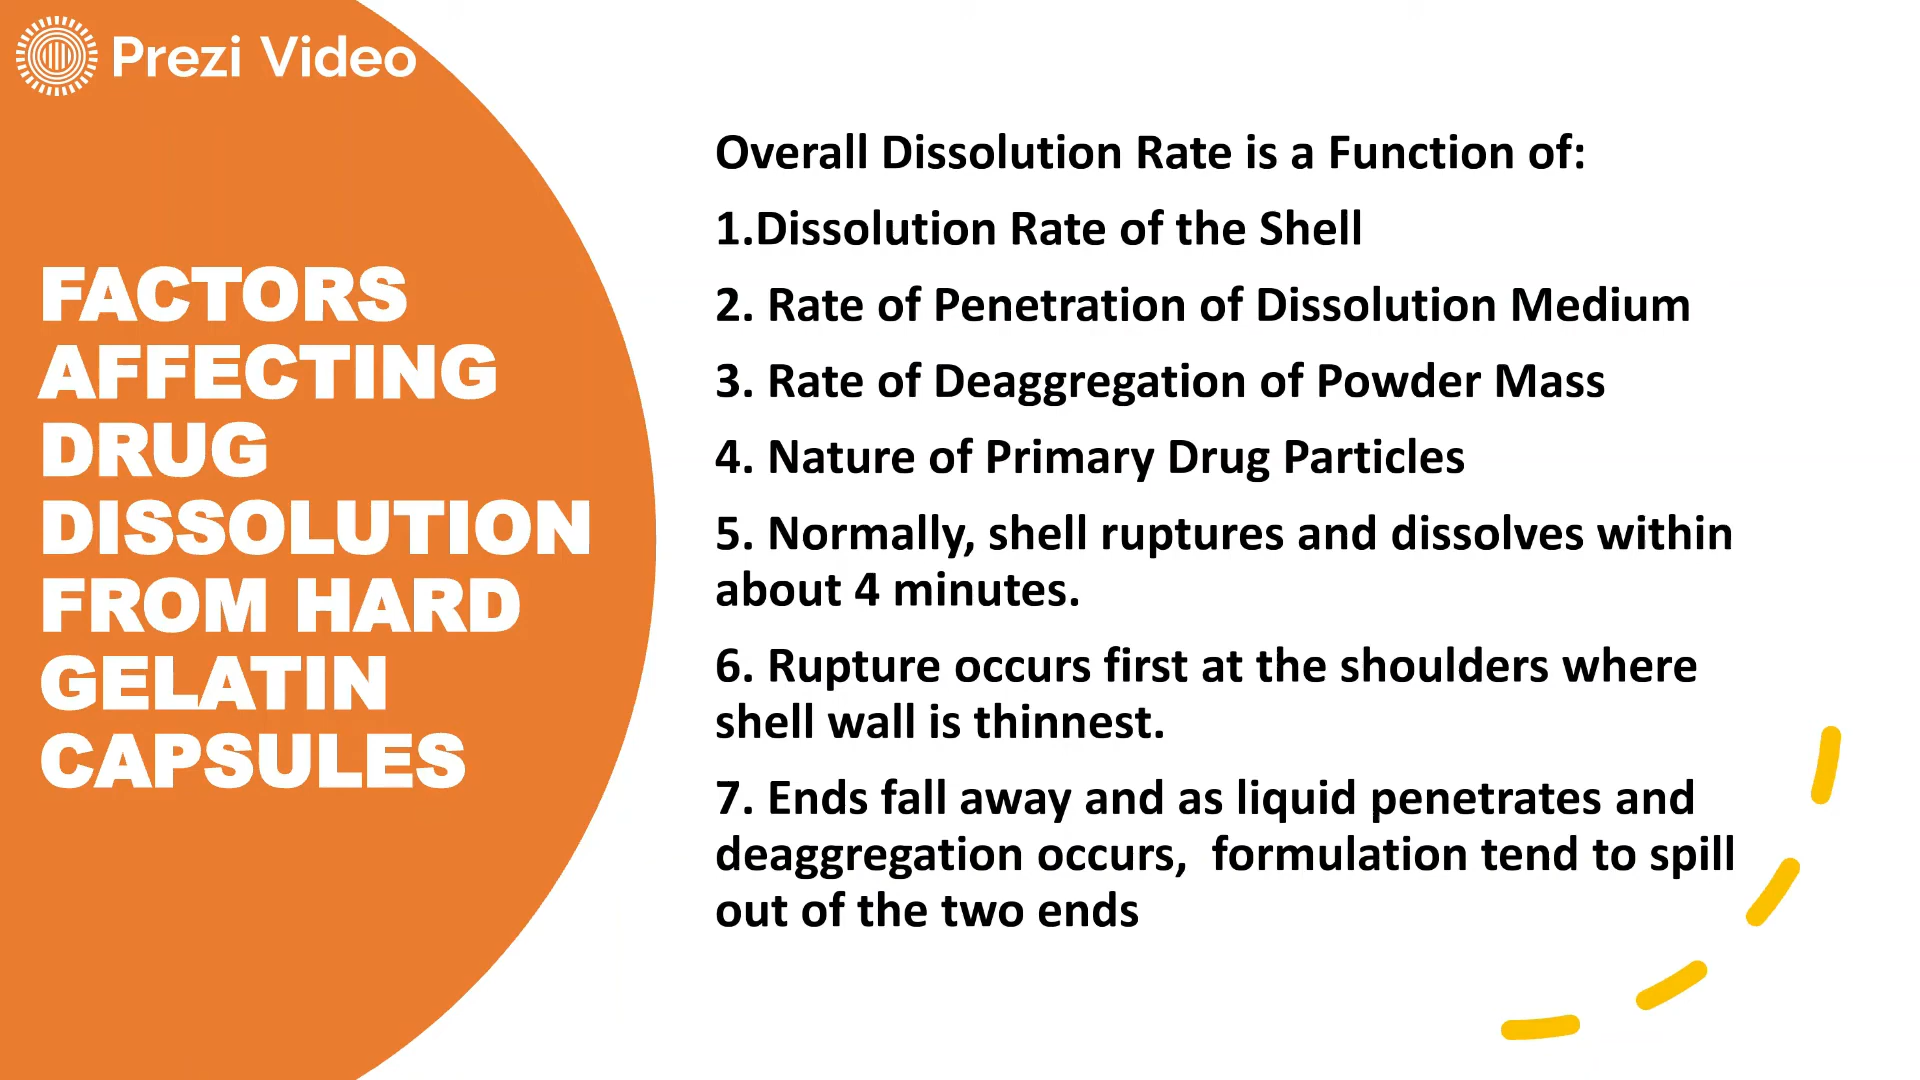 Prezi Video
FACTORS
AFFECTING
DRUG
DISSOLUTION
FROM HARD
GELATIN
CAPSULES
Overall Dissolution Rate is a Function of:
1.Dissolution Rate of the Shell
2. Rate of Penetration of Dissolution Medium
3. Rate of Deaggregation of Powder Mass
4. Nature of Primary Drug Particles
5. Normally, shell ruptures and dissolves within
about 4 minutes.
6. Rupture occurs first at the shoulders where
shell wall is thinnest.
7. Ends fall away and as liquid penetrates and
deaggregation occurs,  formulation tend to spill
out of the two ends